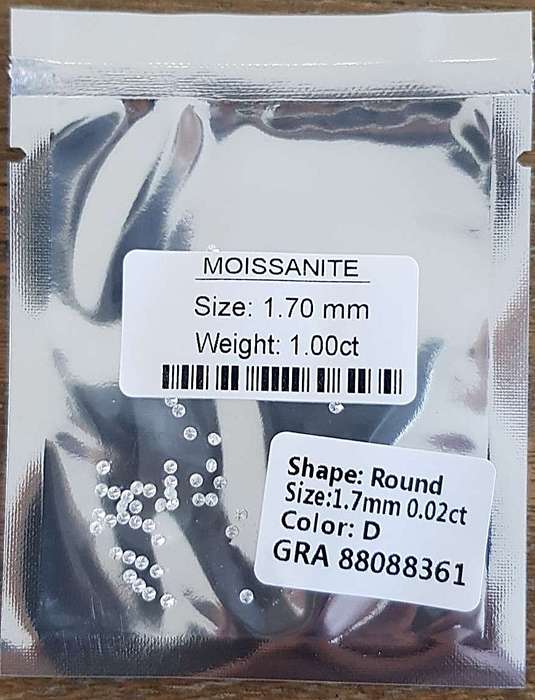 MOISSANITE
Size: 1.70 mm
Weight: 1.00ct
Shape: Round
Size:1.7mm 0.02ct
Color: D
GRA 88088361